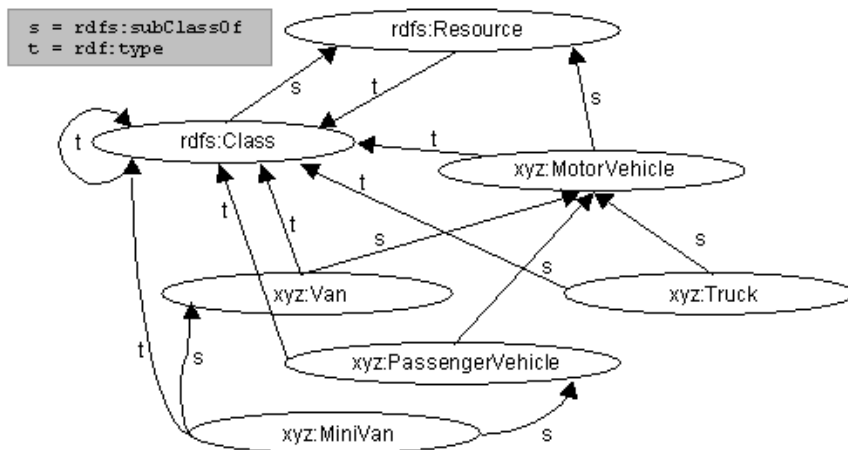 s = rdfs:subClassOf
t = rdf:type
rdfs:Resource
s
t
s
t
rdfs:Class
t
xyz:MotorVehicle
t
t
t
s
s
s
xyz:Van
xyz:Truck
t
s
xyz:PassengerVehicle
xyz:MiniVan
s